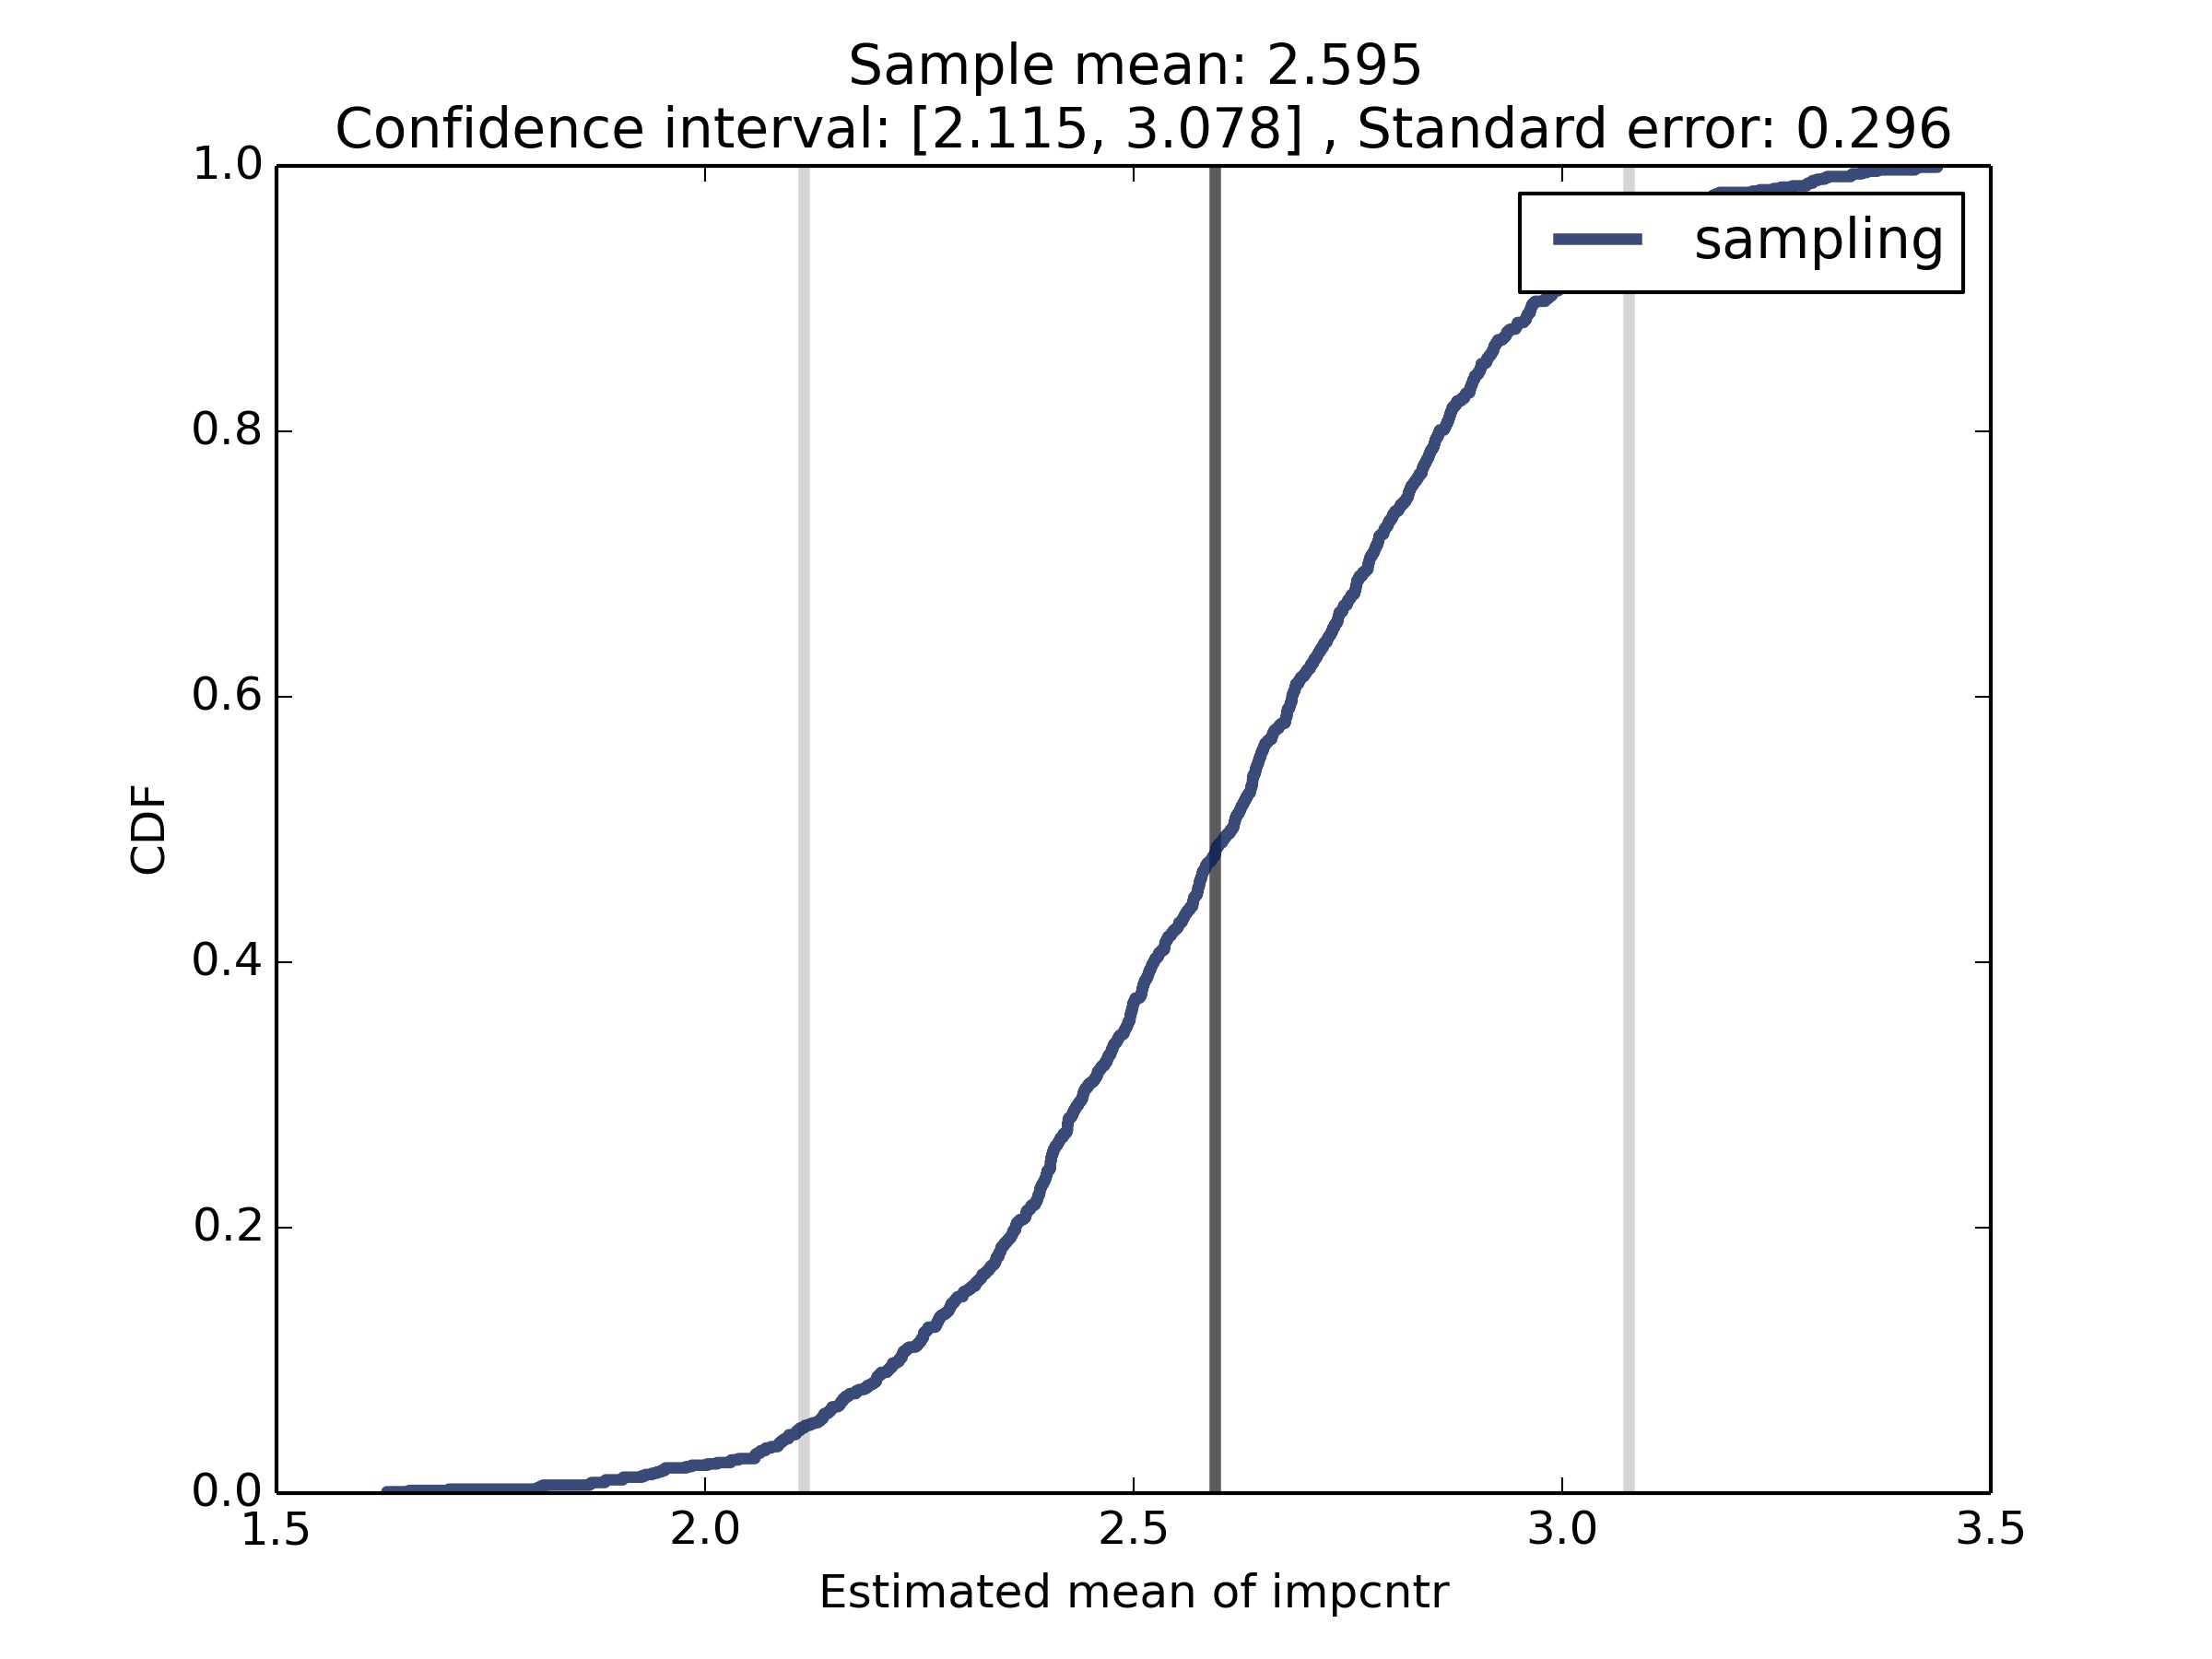 Sample mean: 2.595
Confidence interval: [2.115, 3.078] , Standard error: 0.296
sampling
1.0
0.8
0.6
0.4
0.2
0.0
CDF
1.5 2.0 2.5 3.0 3.5
Estimated mean of impcntr